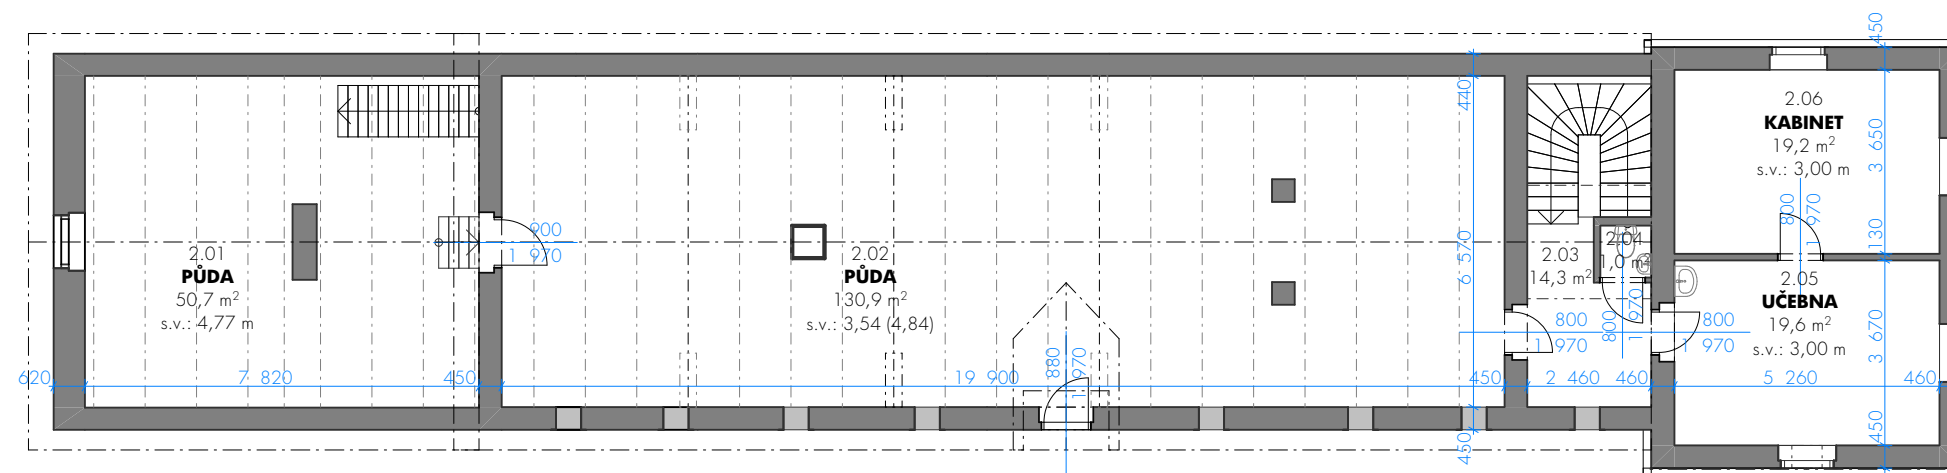 2.01
PŮDA
50,7 m²
s.v.: 4,77 m
900
1 970
2.02
PŮDA
130,9 m²
s.v.: 3,54 (4,84)
880
1 970
440
6 570
450
2.03
14,3 m²
2.04
1,0 m²
800
1 970
800
1 970
800
1 970
2.06
KABINET
19,2 m²
s.v.: 3,00 m
800
1 970
2.05
UČEBNA
19,6 m²
s.v.: 3,00 m
450
3 650
130
3 670
450
620
7 820
450
19 900
450
2 460
460
5 260
460